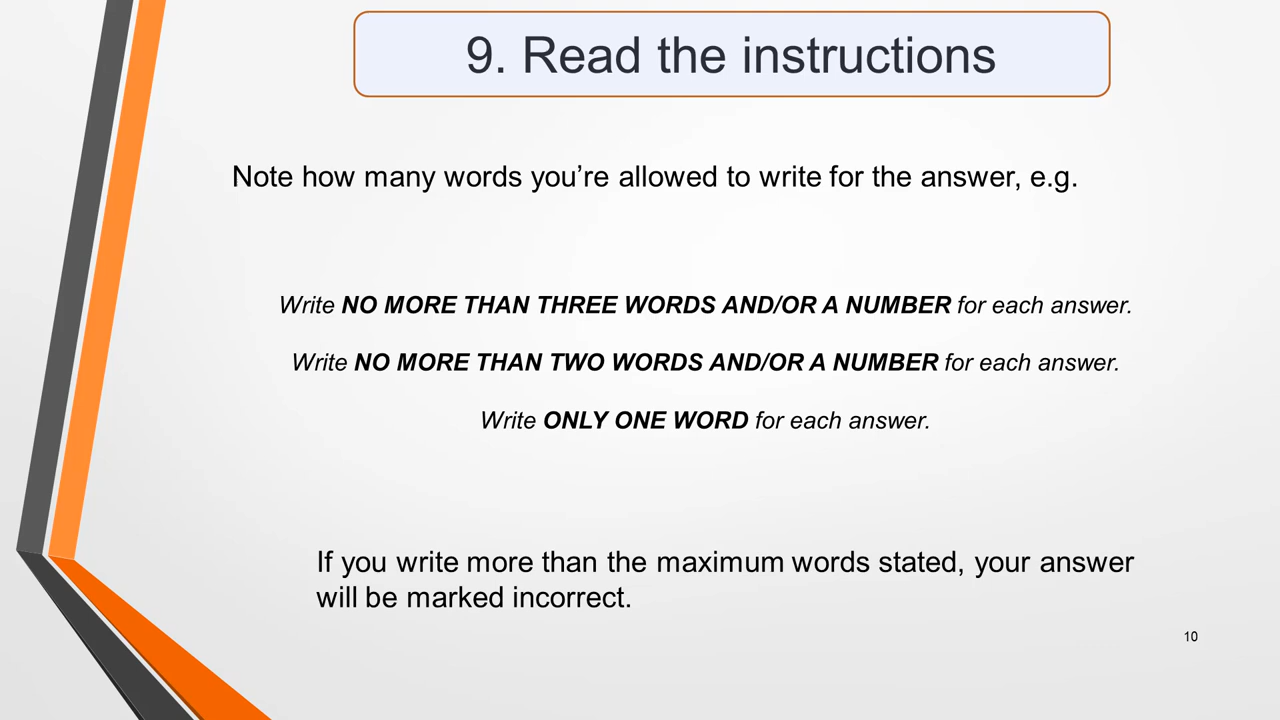 9. Read the instructions
Note how many words you’re allowed to write for the answer, e.g.
Write NO MORE THAN THREE WORDS AND/OR A NUMBER for each answer.
Write NO MORE THAN TWO WORDS AND/OR A NUMBER for each answer.
Write ONLY ONE WORD for each answer.
If you write more than the maximum words stated, your answer
will be marked incorrect.
10